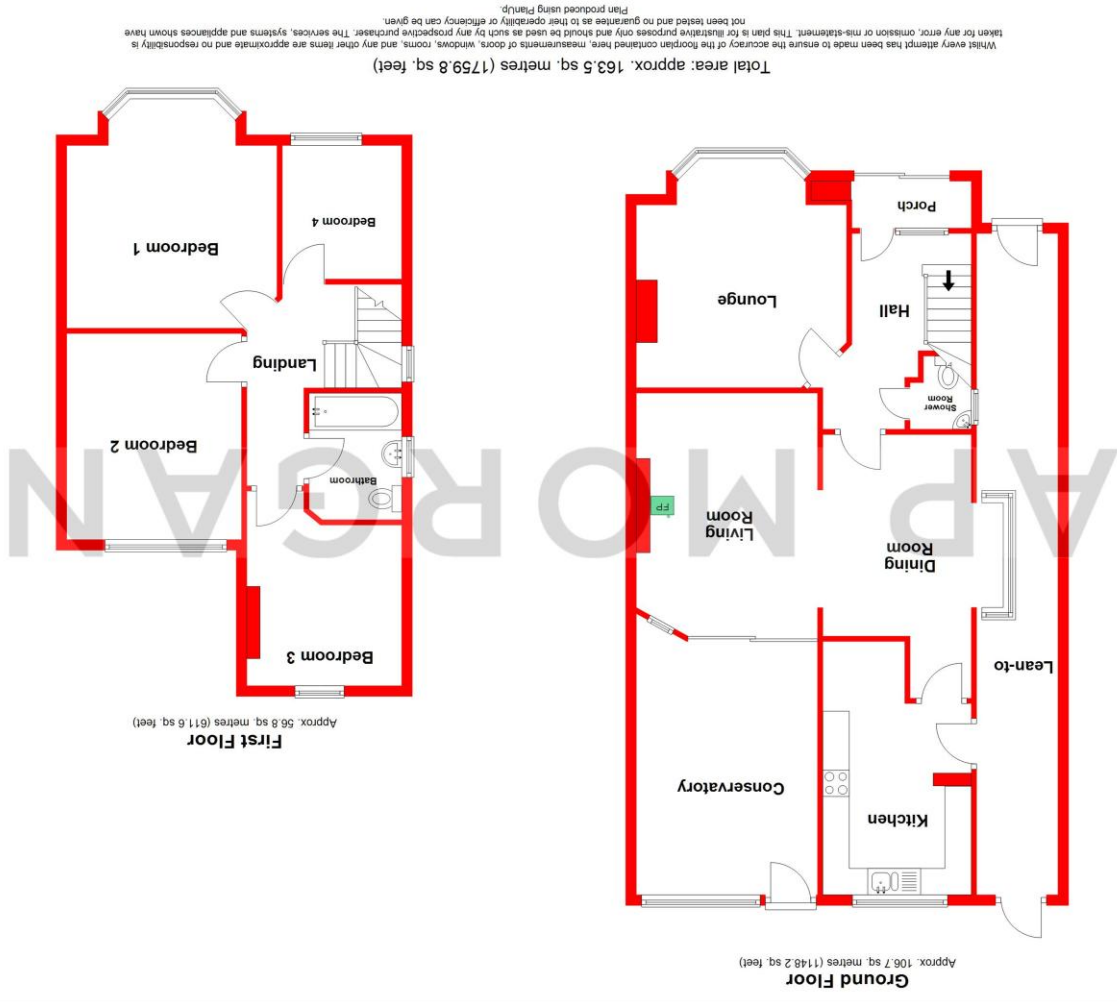 Ground Floor
Approx. 106.7 sq. metres (1148.2 sq. feet)
Kitchen
Conservatory
Lean-to
Dining
Room
Living
Room
FP
Shower
Room
Hall
Lounge
Porch
First Floor
Approx. 56.8 sq. metres (611.6 sq. feet)
Bedroom 3
Bathroom
Bedroom 2
Landing
Bedroom 1
Bedroom 4
AP MORGAN
Total area: approx. 163.5 sq. metres (1759.8 sq. feet)
Whilst every attempt has been made to ensure the accuracy of the floorplan contained here, measurements of doors, windows, rooms, and any other items are approximate and no responsibility is
taken for any error, omission or mis-statement. This plan is for illustrative purposes only and should be used as such by any prospective purchaser. The services, systems and appliances shown have
not been tested and no guarantee as to their operability or efficiency can be given.
Plan produced using PlanUp.